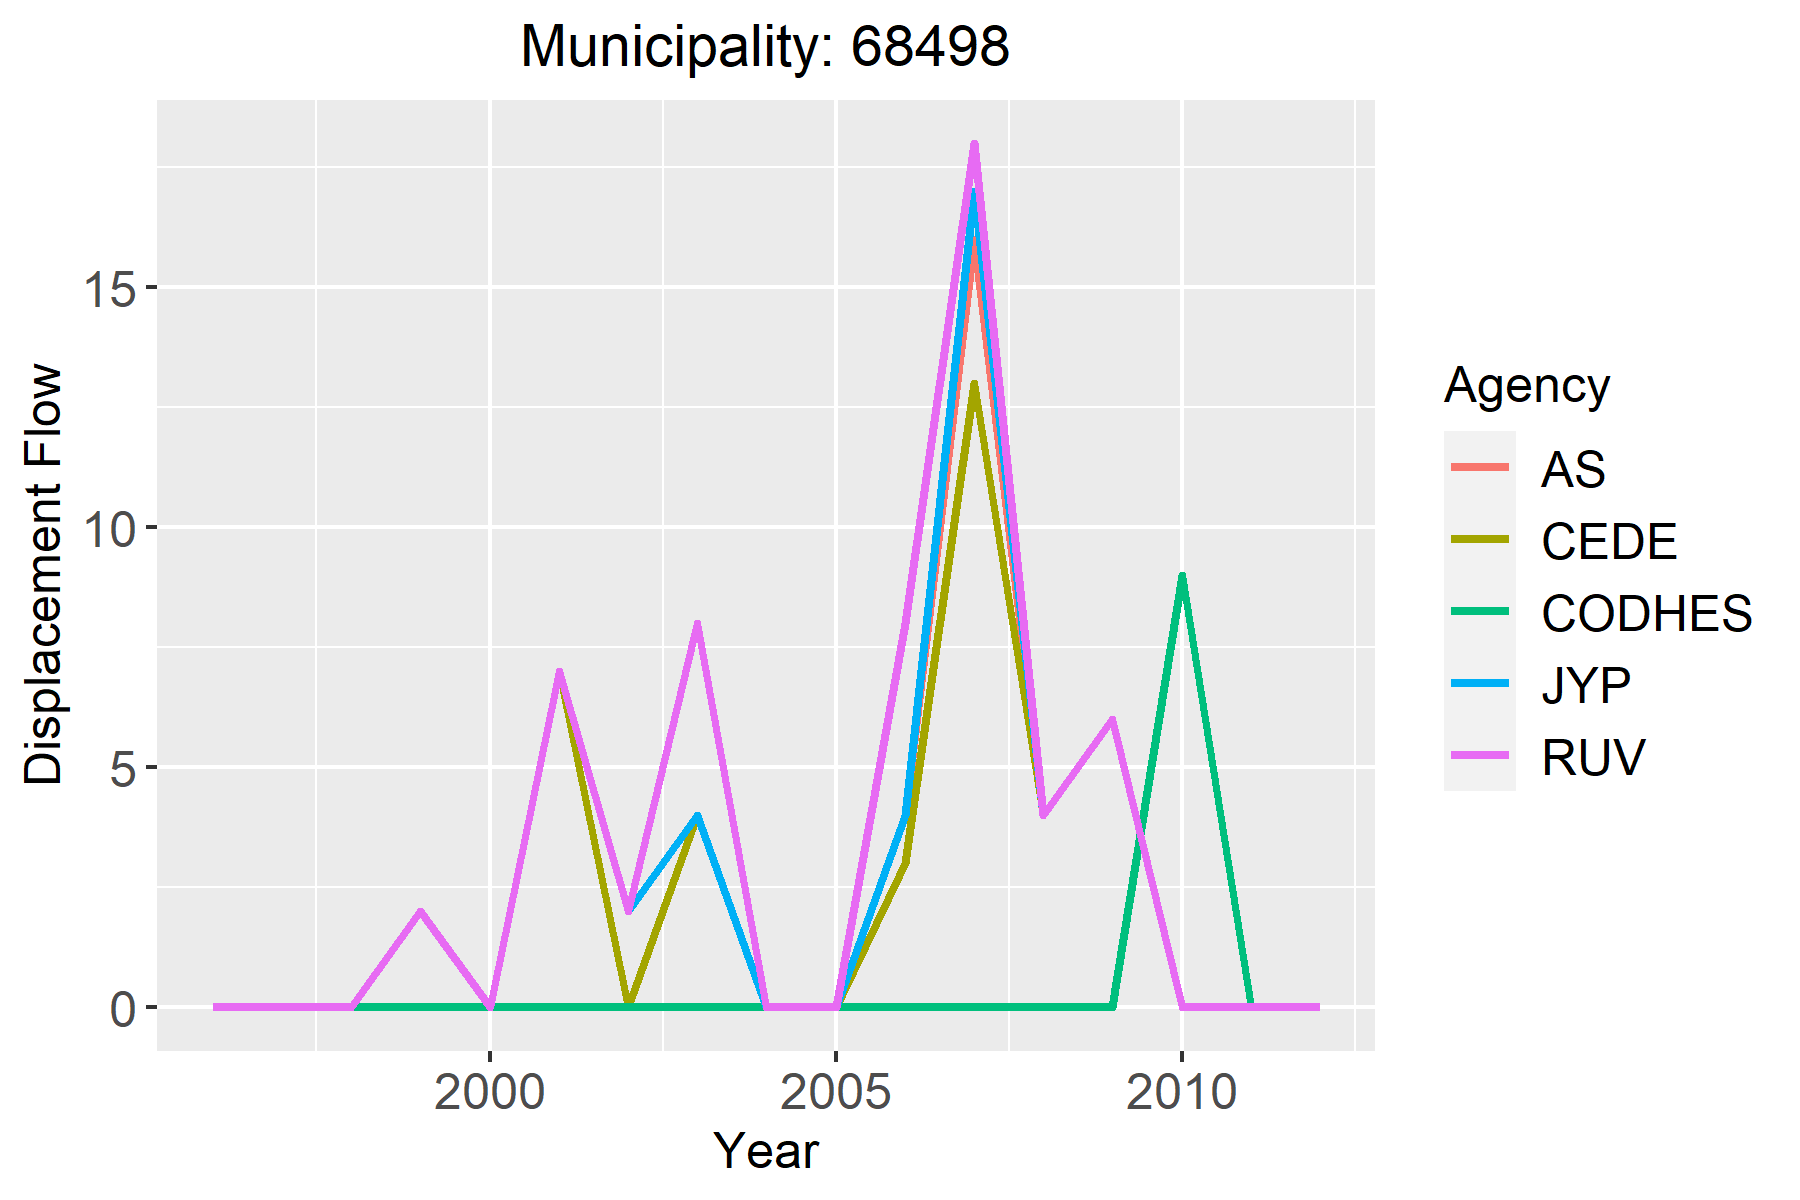 Municipality: 68498
Displacement Flow
15
10
5
0
2000 2005 2010
Year
Agency
AS
CEDE
CODHES
JYP
RUV